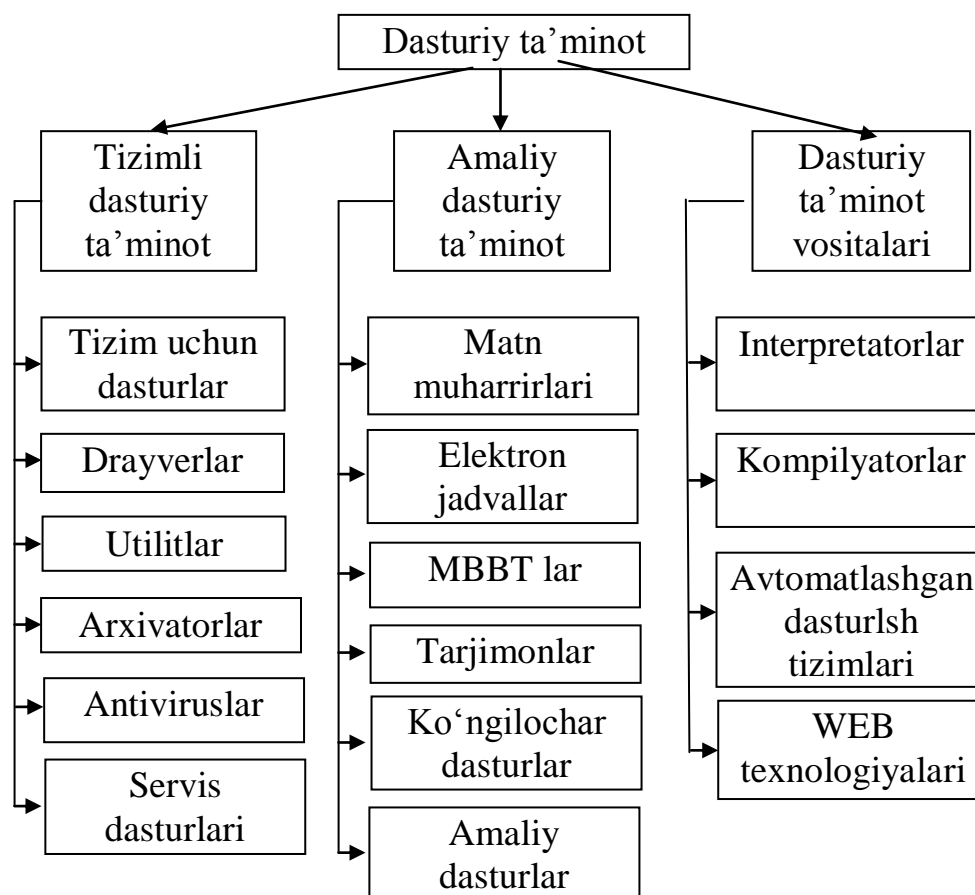 Dasturiy ta’minot
Tizimli
dasturiy
ta’minot
Tizim uchun
dasturlar
Drayverlar
Utilitlar
Arxivatorlar
Antiviruslar
Servis
dasturlari
Amaliy
dasturiy
ta’minot
Matn
muharrirlari
Elektron
jadvallar
MBBT lar
Tarjimonlar
Ko‘ngilochar
dasturlar
Amaliy
dasturlar
Dasturiy
ta’minot
vositalari
Interpretatorlar
Kompilyatorlar
Avtomatlashgan
dasturlsh
tizimlari
WEB
texnologiyalari